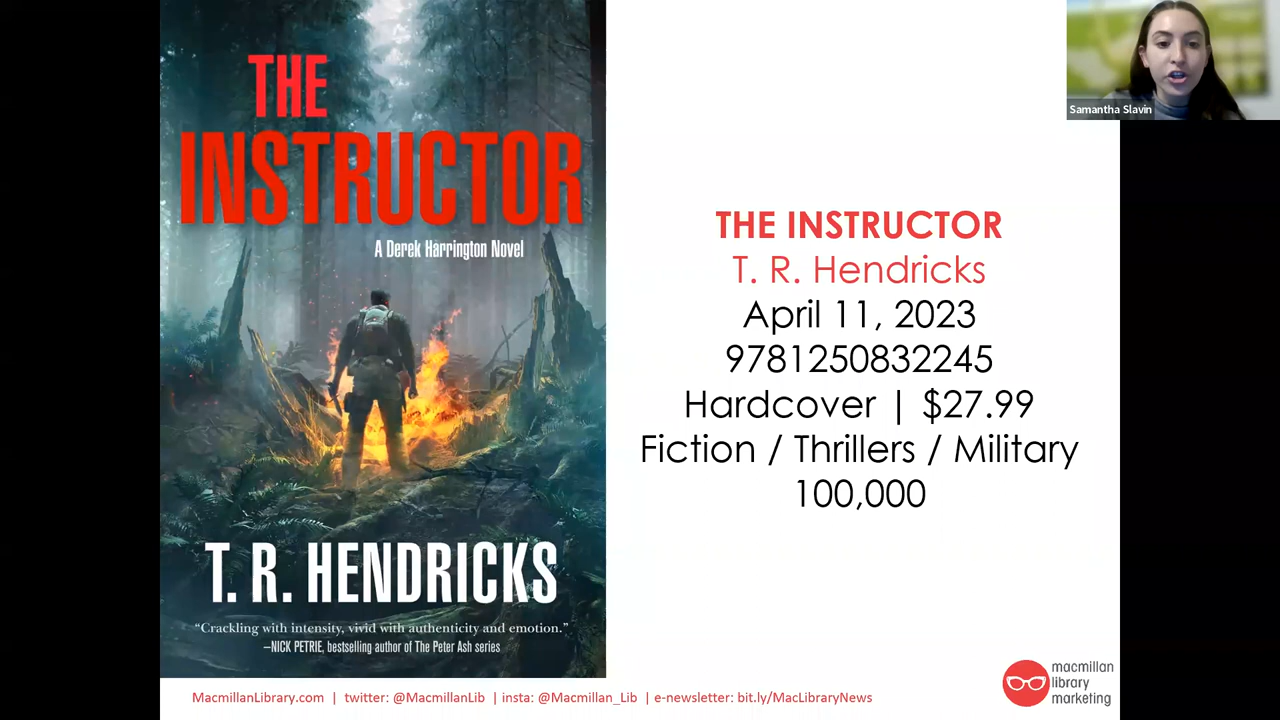 THE
INSTRUCTOR
A Derek Harrington Novel
T. R. HENDRICKS
“Crackling with intensity, vivid with authenticity and emotion.”
—NICK PETRIE, bestselling author of The Peter Ash series
THE INSTRUCTOR
T. R. Hendricks
April 11, 2023
9781250832245
Hardcover | $27.99
Fiction / Thrillers / Military
100,000
Samantha Slavin
MacmillanLibrary.com | twitter: @MacmillanLib | insta: @Macmillan_Lib | e-newsletter: bit.ly/MacLibraryNews
macmillan
library
marketing